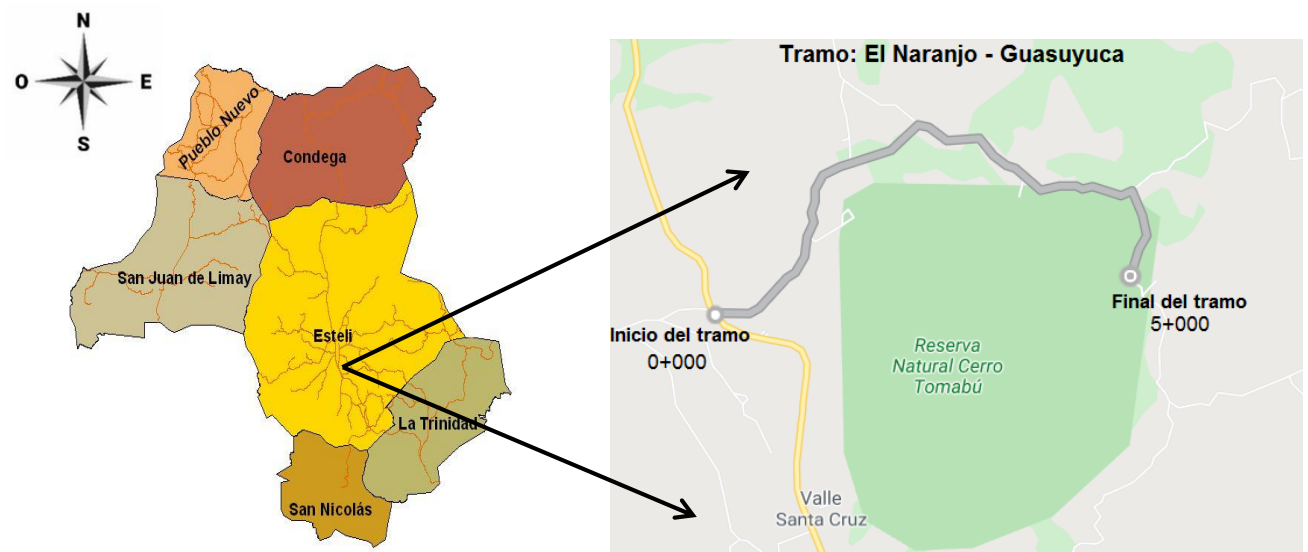 N
O
E
S
Pueblo Nuevo
Condega
San Juan de Limay
Esteli
La Trinidad
San Nicolás
Tramo: El Naranjo - Guasuyuca
Inicio del tramo
0+000
Final del tramo
5+000
Reserva
Natural Cerro
Tomabú
Valle
Santa Cruz